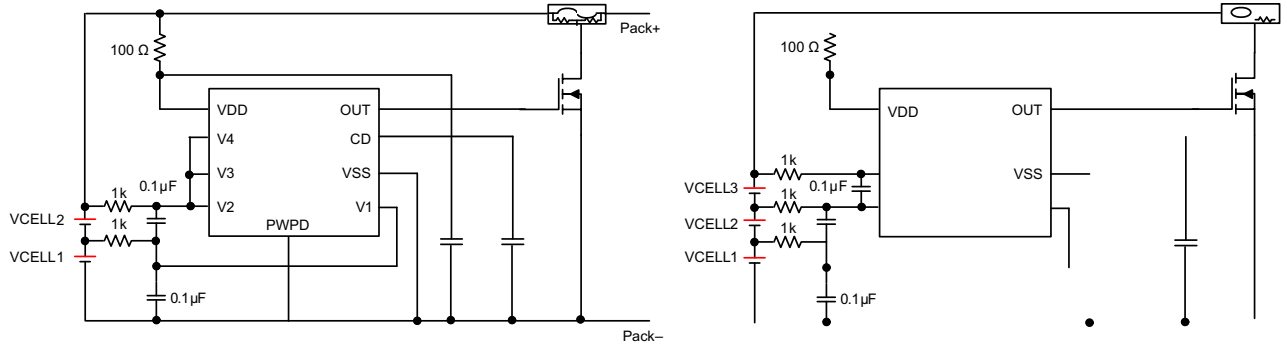 Pack+
100 Ω
VDD
OUT
V4
CD
V3
VSS
V2
V1
PWPD
0.1µF
1k
1k
VCELL2
VCELL1
0.1µF
Pack–
100 Ω
VDD
OUT
VSS
1k
0.1µF
1k
1k
VCELL3
VCELL2
VCELL1
0.1µF